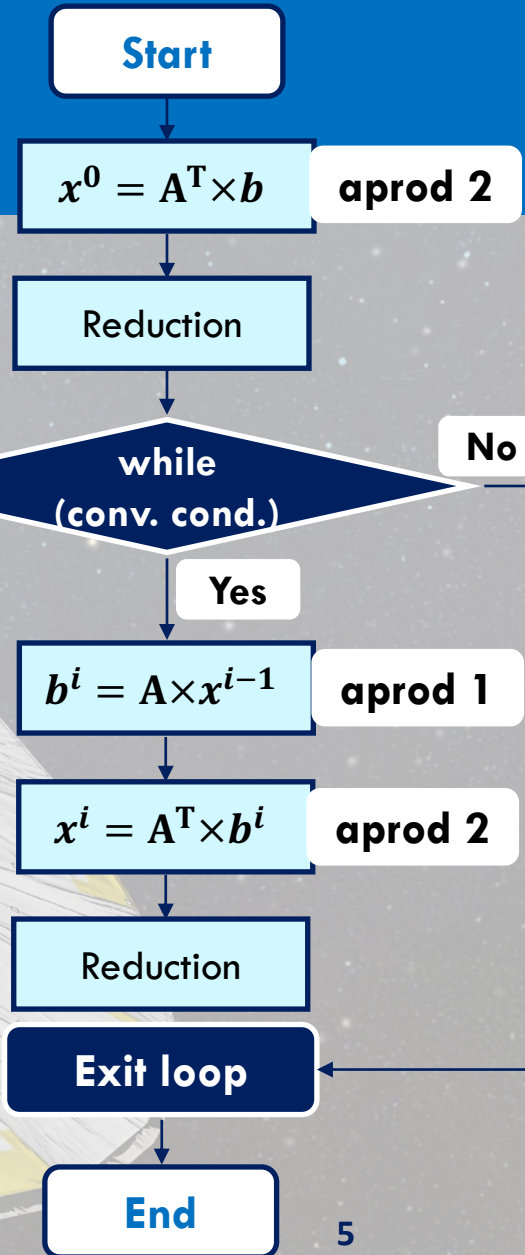 Start
x⁰ = Aᵀ×b
aprod 2
Reduction
while
(conv. cond.)
No
Yes
bⁱ = A×xⁱ⁻¹
aprod 1
xⁱ = Aᵀ×bⁱ
aprod 2
Reduction
Exit loop
End
5